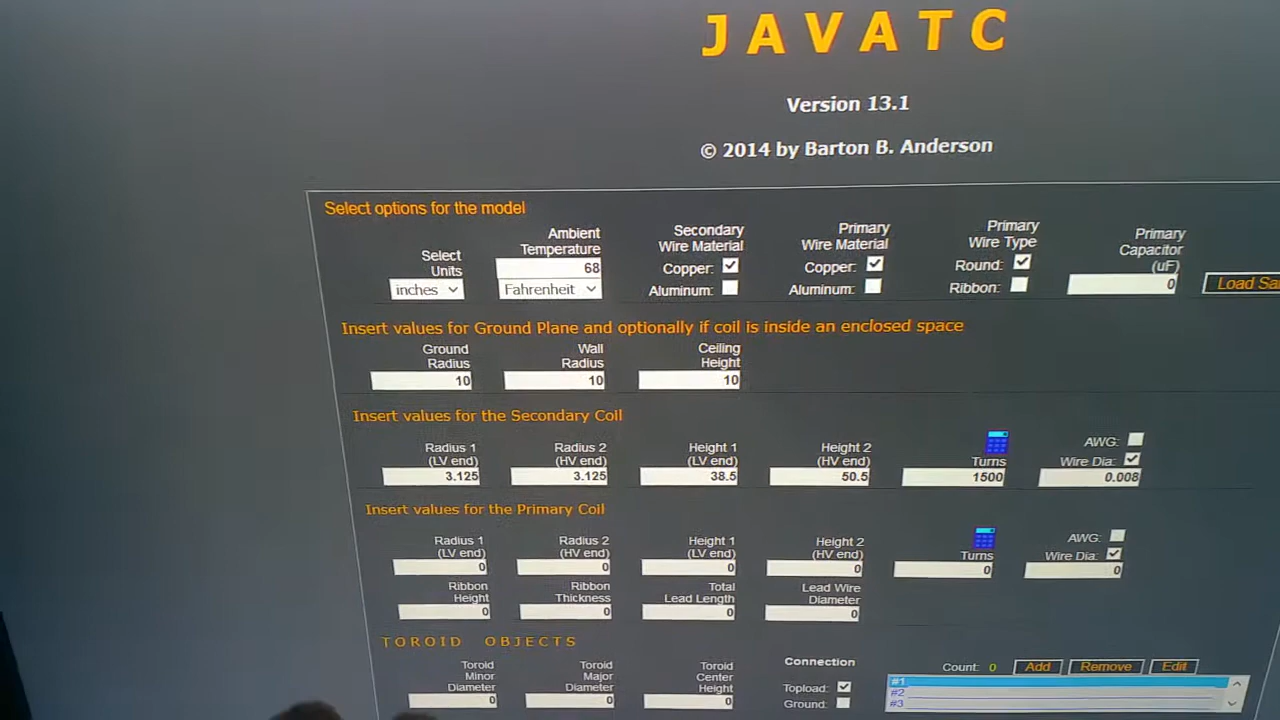 JAVATC
Version 13.1
© 2014 by Barton B. Anderson
Select options for the model
Select Units
inches
Ambient Temperature
68
Fahrenheit
Secondary Wire Material
Copper:
Aluminum:
Primary Wire Material
Copper:
Aluminum:
Primary Wire Type
Round:
Ribbon:
Primary Capacitor (uF)
0
Load
Insert values for Ground Plane and optionally if coil is inside an enclosed space
Ground Radius
Wall Radius
Ceiling Height
10 10 10
Insert values for the Secondary Coil
Radius 1 (LV end)
Radius 2 (HV end)
Height 1 (LV end)
Height 2 (HV end)
Turns
AWG:
Wire Dia:
3.125 3.125 38.5 50.5 1500 0.008
Insert values for the Primary Coil
Radius 1 (LV end)
Radius 2 (HV end)
Height 1 (LV end)
Height 2 (HV end)
Turns
AWG:
Wire Dia:
0 0 0 0 0 0
Ribbon Height
Ribbon Thickness
Total Lead Length
Lead Wire Diameter
0 0 0 0
TOROID OBJECTS
Toroid Minor Diameter
Toroid Major Diameter
Toroid Center Height
0 0 0
Connection
Topload:
Ground:
Count: 0 Add Remove Edit
#1
#2
#3